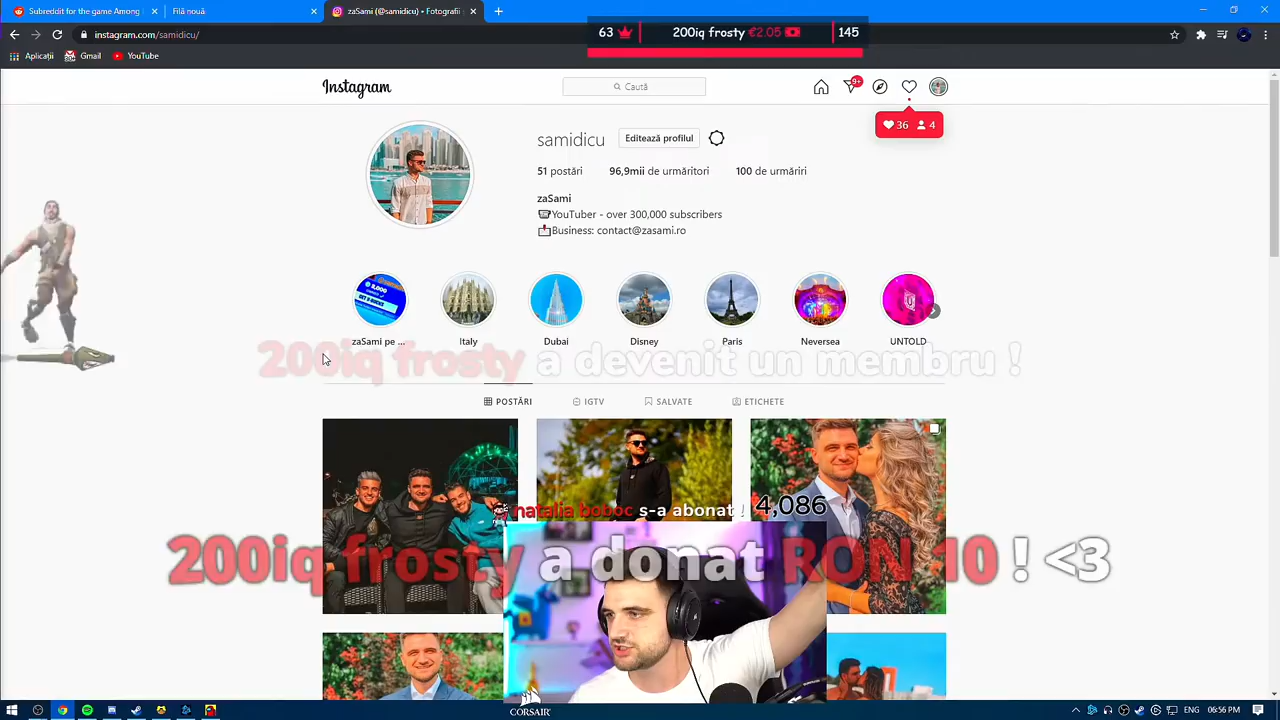 Subreddit for the game Among
Filă nouă
zaSami (@samidicu) • Fotografii
instagram.com/samidicu/
63
200iq frosty €2.05
145
Aplicații
Gmail
YouTube
Instagram
Caută
9+
36
4
samidicu
Editează profilul
51 postări
96,9mii de urmăritori
100 de urmăriri
zaSami
YouTuber - over 300,000 subscribers
Business: contact@zasami.ro
zaSami pe ...
Italy
Dubai
Disney
Paris
Neversea
UNTOLD
200iq frosty a devenit un membru !
POSTĂRI
IGTV
SALVATE
ETICHETE
natalia boboc s-a abonat !
4,086
200iq frosty a donat RON 10 ! <3
CORSAIR
ENG
06:56 PM